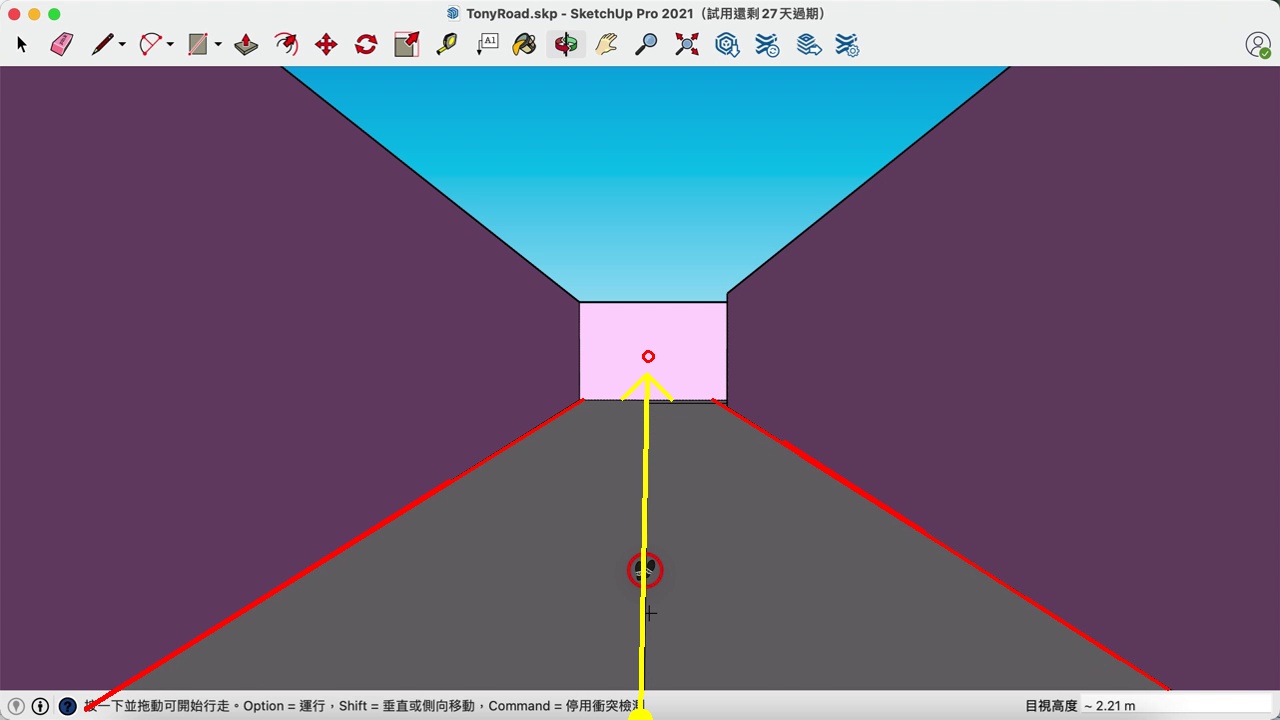 TonyRoad.skp - SketchUp Pro 2021（試用還剩 27 天過期）
A1
按一下並拖動可開始行走。Option = 運行，Shift = 垂直或側向移動，Command = 停用衝突檢測
目視高度 ~ 2.21 m